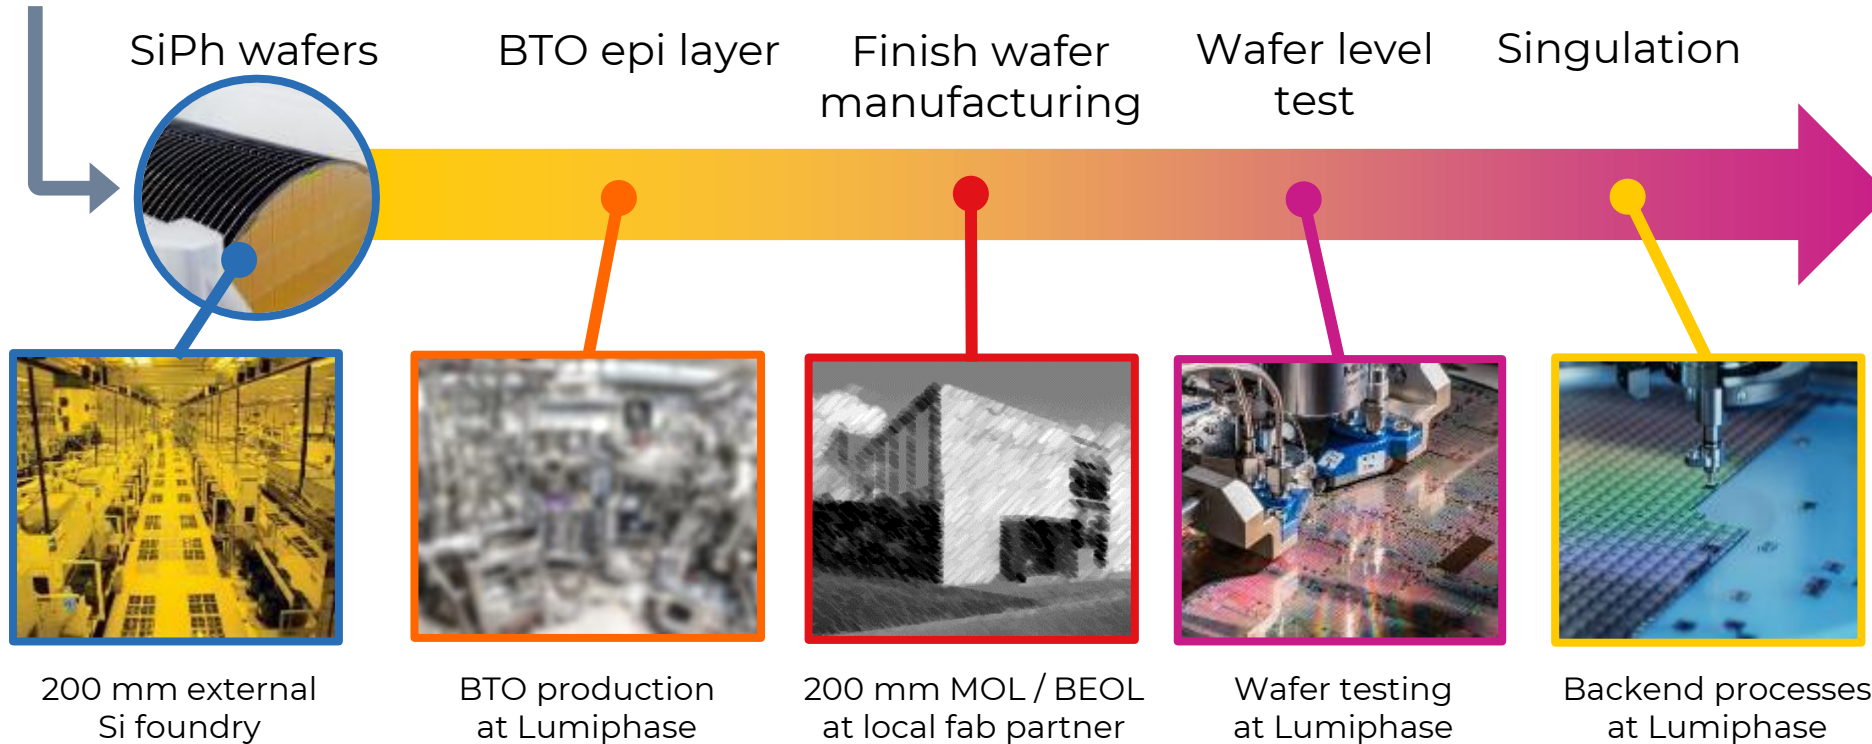 SiPh wafers
BTO epi layer
Finish wafer
manufacturing
Wafer level
test
Singulation
200 mm external
Si foundry
BTO production
at Lumiphase
200 mm MOL / BEOL
at local fab partner
Wafer testing
at Lumiphase
Backend processes
at Lumiphase